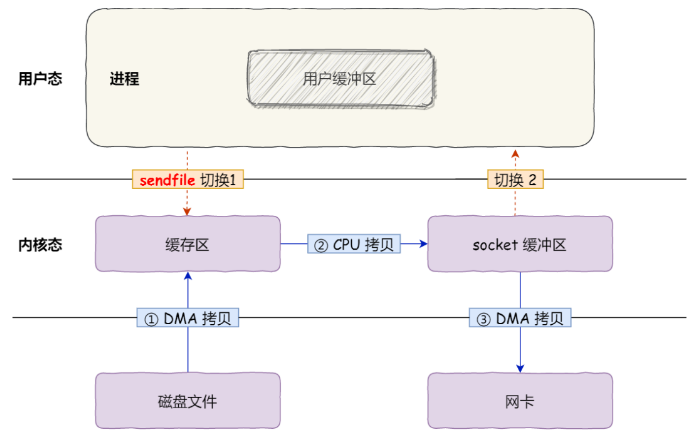 用户态
进程
用户缓冲区
sendfile 切换1
切换 2
内核态
缓存区
② CPU 拷贝
socket 缓冲区
① DMA 拷贝
③ DMA 拷贝
磁盘文件
网卡